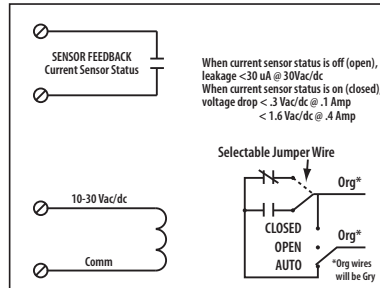 SENSOR FEEDBACK
Current Sensor Status
When current sensor status is off (open),
leakage <30 uA @ 30Vac/dc
When current sensor status is on (closed),
voltage drop < .3 Vac/dc @ .1 Amp
< 1.6 Vac/dc @ .4 Amp
Selectable Jumper Wire
Org*
10-30 Vac/dc
CLOSED
OPEN
AUTO
Org*
Comm
*Org wires
will be Gry